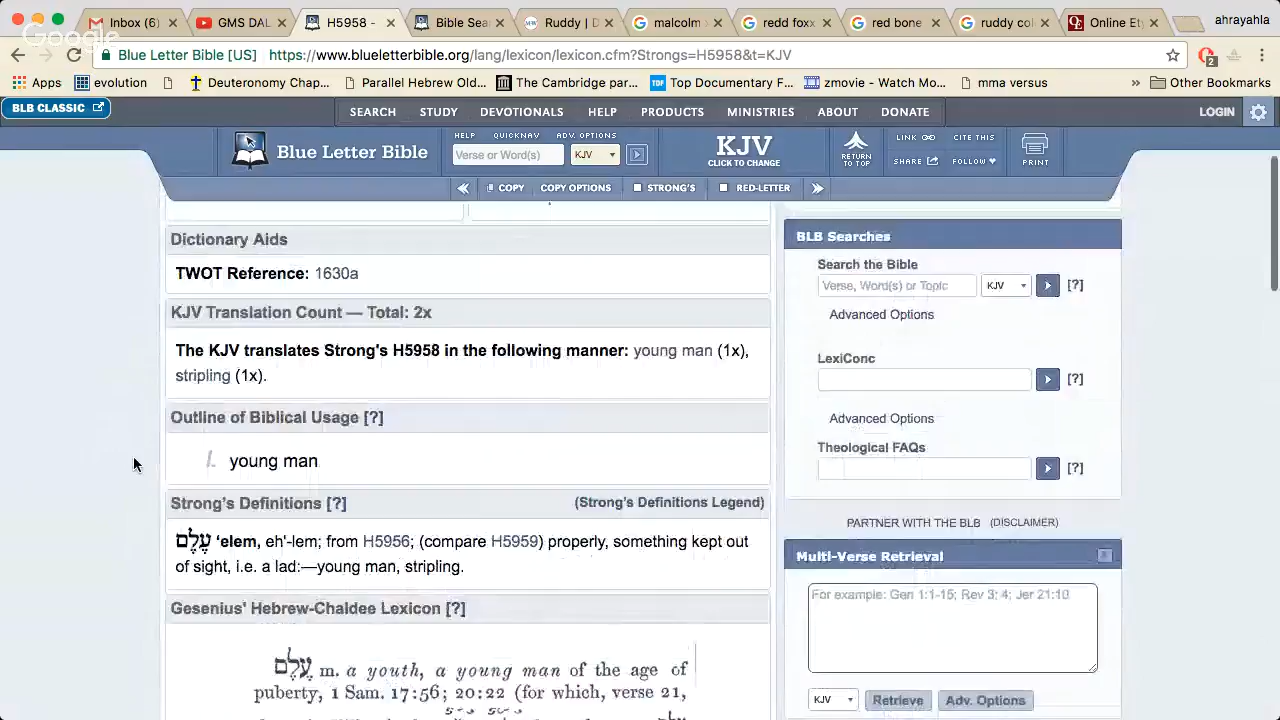 Inbox (6)
GMS DAL
H5958 -
Bible Sea
Ruddy | D
malcolm x
redd foxx
red bone
ruddy col
Online Ety
ahrayahla
Google
Blue Letter Bible [US] https://www.blueletterbible.org/lang/lexicon/lexicon.cfm?Strongs=H5958&t=KJV
2
Apps evolution Deuteronomy Chap... Parallel Hebrew Old... The Cambridge par... TDF Top Documentary F... zmovie - Watch Mo... mma versus » Other Bookmarks
BLB CLASSIC
SEARCH STUDY DEVOTIONALS HELP PRODUCTS MINISTRIES ABOUT DONATE LOGIN
Blue Letter Bible
HELP QUICKNAV ADV. OPTIONS
Verse or Word(s) KJV
KJV
CLICK TO CHANGE
RETURN
TO TOP
LINK CITE THIS
SHARE FOLLOW
PRINT
COPY COPY OPTIONS STRONG'S RED-LETTER
Dictionary Aids
TWOT Reference: 1630a
KJV Translation Count — Total: 2x
The KJV translates Strong's H5958 in the following manner: young man (1x),
stripling (1x).
Outline of Biblical Usage [?]
I. young man
Strong's Definitions [?] (Strong's Definitions Legend)
עֶלֶם ʻelem, eh'-lem; from H5956; (compare H5959) properly, something kept out
of sight, i.e. a lad:—young man, stripling.
Gesenius' Hebrew-Chaldee Lexicon [?]
עֶלֶם m. a youth, a young man of the age of
puberty, 1 Sam. 17:56; 20:22 (for which, verse 21,
BLB Searches
Search the Bible
Verse, Word(s) or Topic KJV [?]
Advanced Options
LexiConc
[?]
Advanced Options
Theological FAQs
[?]
PARTNER WITH THE BLB (DISCLAIMER)
Multi-Verse Retrieval
For example: Gen 1:1-15; Rev 3; 4; Jer 21:10
KJV Retrieve Adv. Options